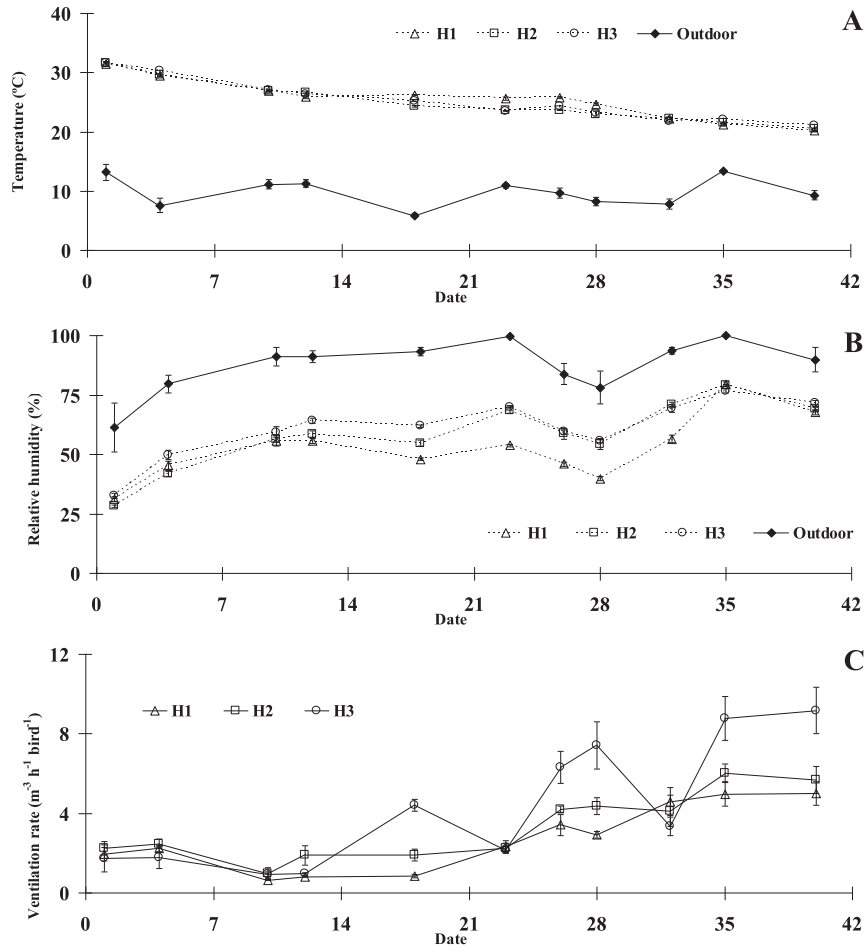 A
H1 H2 H3 Outdoor
Temperature (ºC)
40
30
20
10
0
0 7 14 21 28 35 42
Date
B
Relative humidity (%)
100
75
50
25
0
H1 H2 H3 Outdoor
0 7 14 21 28 35 42
Date
C
Ventilation rate (m-3 h-1 bird-1)
12
8
4
0
H1 H2 H3
0 7 14 21 28 35 42
Date